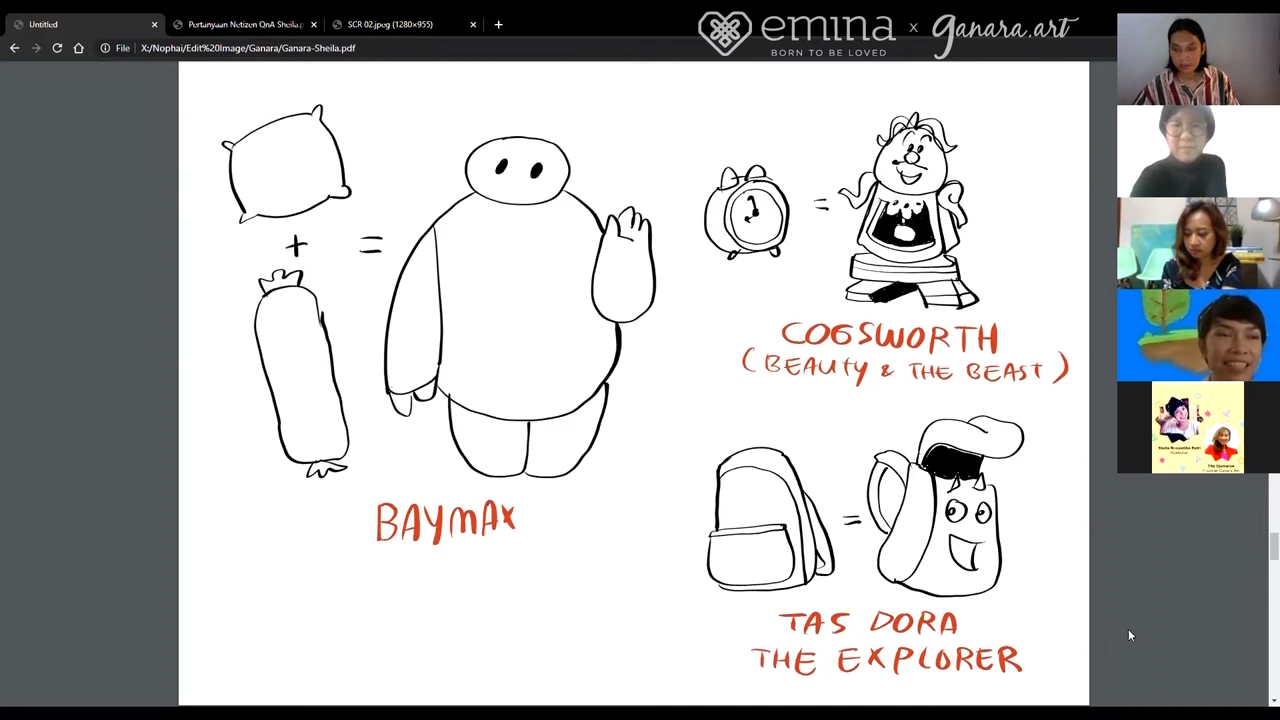 Untitled
Pertanyaan Netizen QnA Sheila.p
SCR 02.jpeg (1280×955)
File
X:/Nophai/Edit%20Image/Ganara/Ganara-Sheila.pdf
emina x ganara.art
BORN TO BE LOVED
+ =
=
COGSWORTH
(BEAUTY & THE BEAST)
BAYMAX
=
TAS DORA
THE EXPLORER